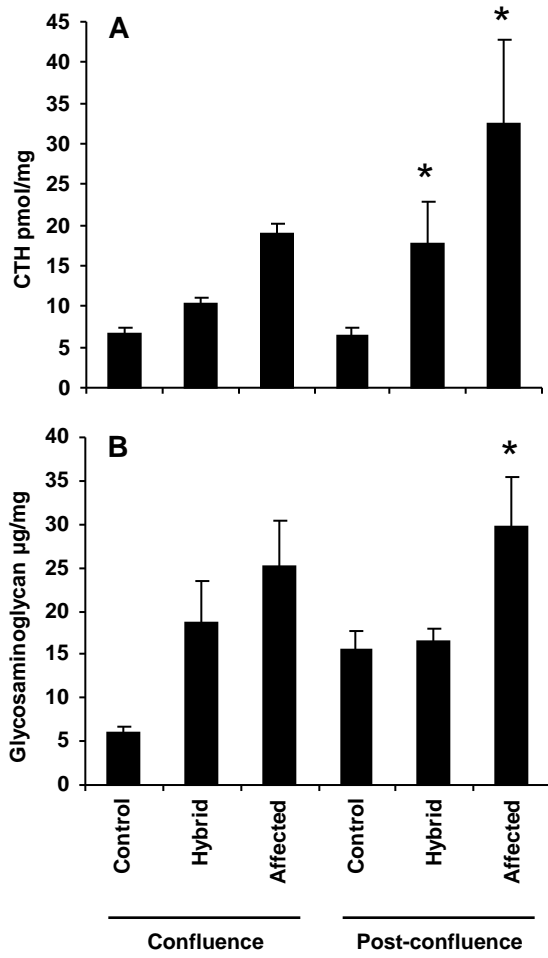 A
CTH pmol/mg
45
40
35
30
25
20
15
10
5
0
*
*
B
Glycosaminoglycan µg/mg
40
35
30
25
20
15
10
5
0
*
Control
Hybrid
Affected
Control
Hybrid
Affected
Confluence
Post-confluence